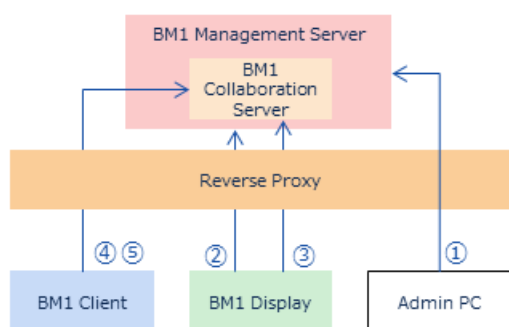 BM1 Management Server
BM1
Collaboration
Server
Reverse Proxy
④ ⑤
②
③
①
BM1 Client
BM1 Display
Admin PC